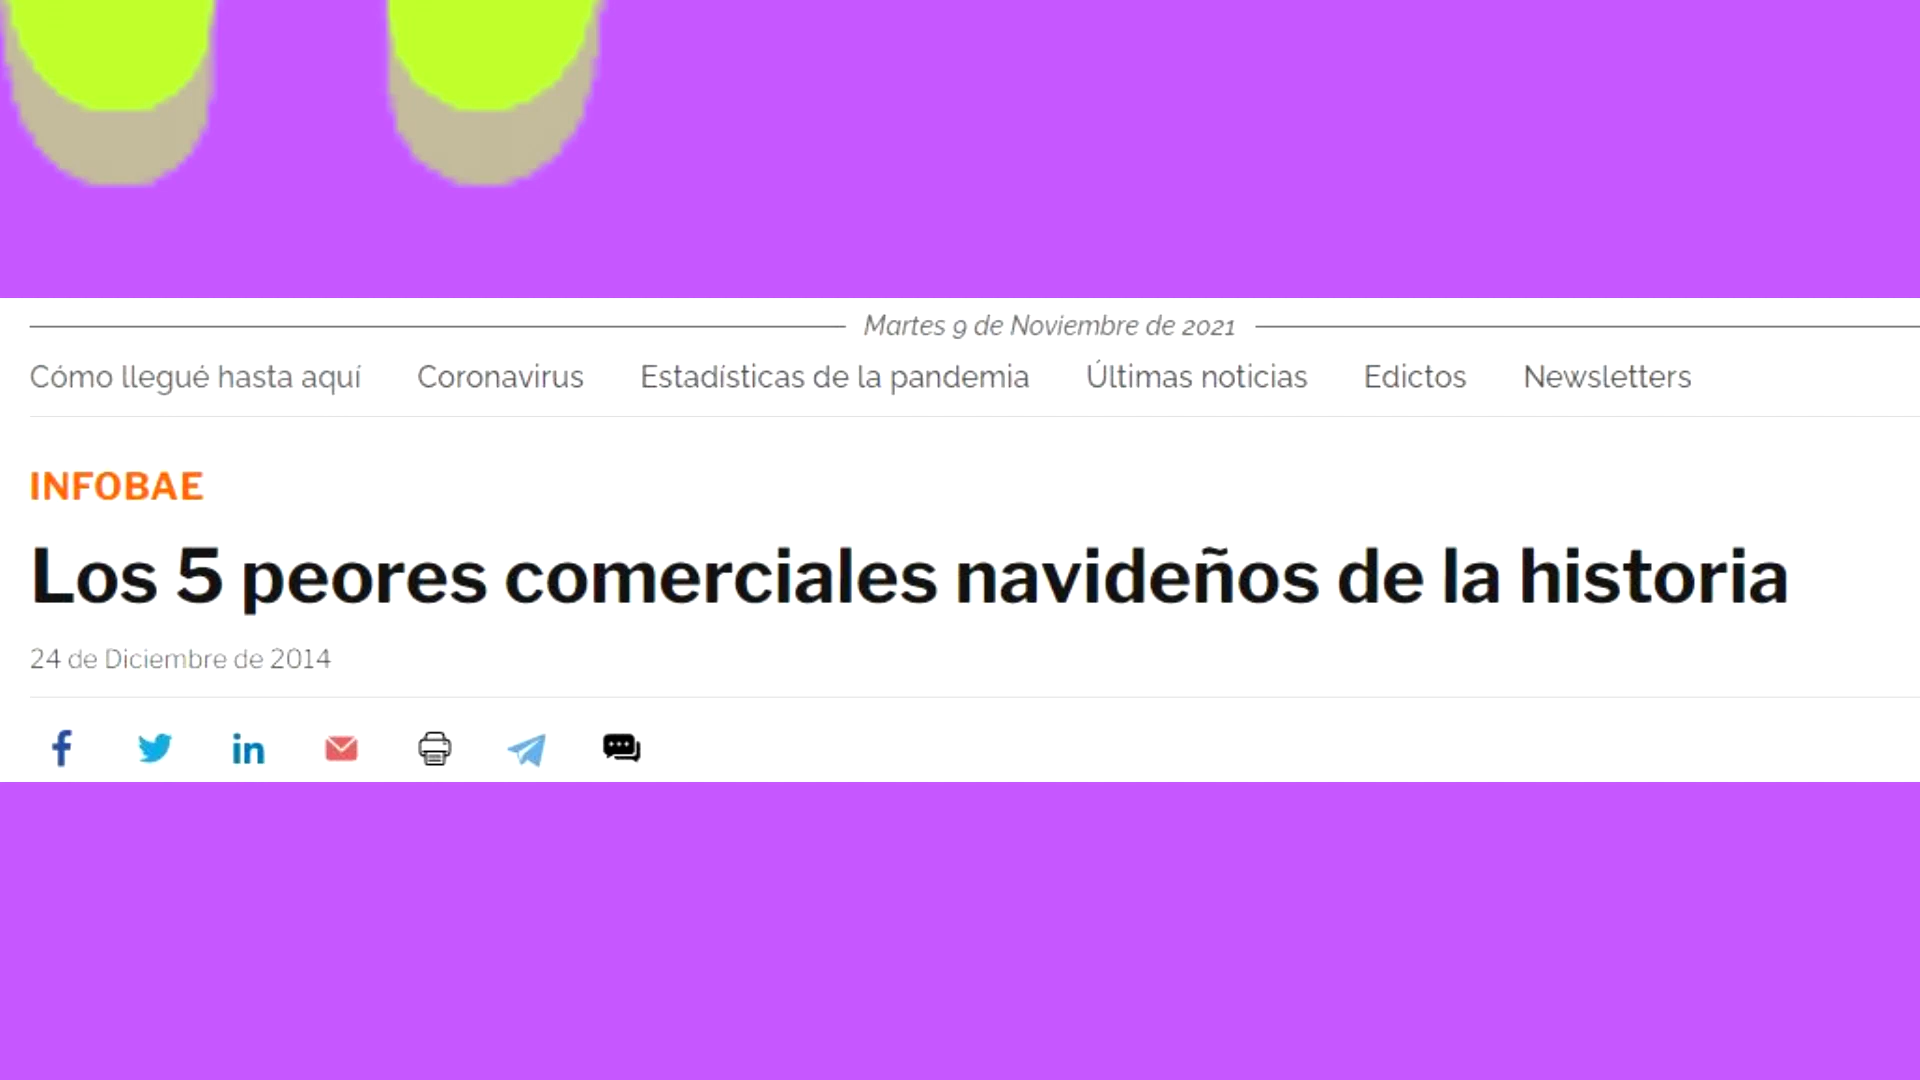 Martes 9 de Noviembre de 2021
Cómo llegué hasta aquí Coronavirus Estadísticas de la pandemia Últimas noticias Edictos Newsletters
INFOBAE
Los 5 peores comerciales navideños de la historia
24 de Diciembre de 2014